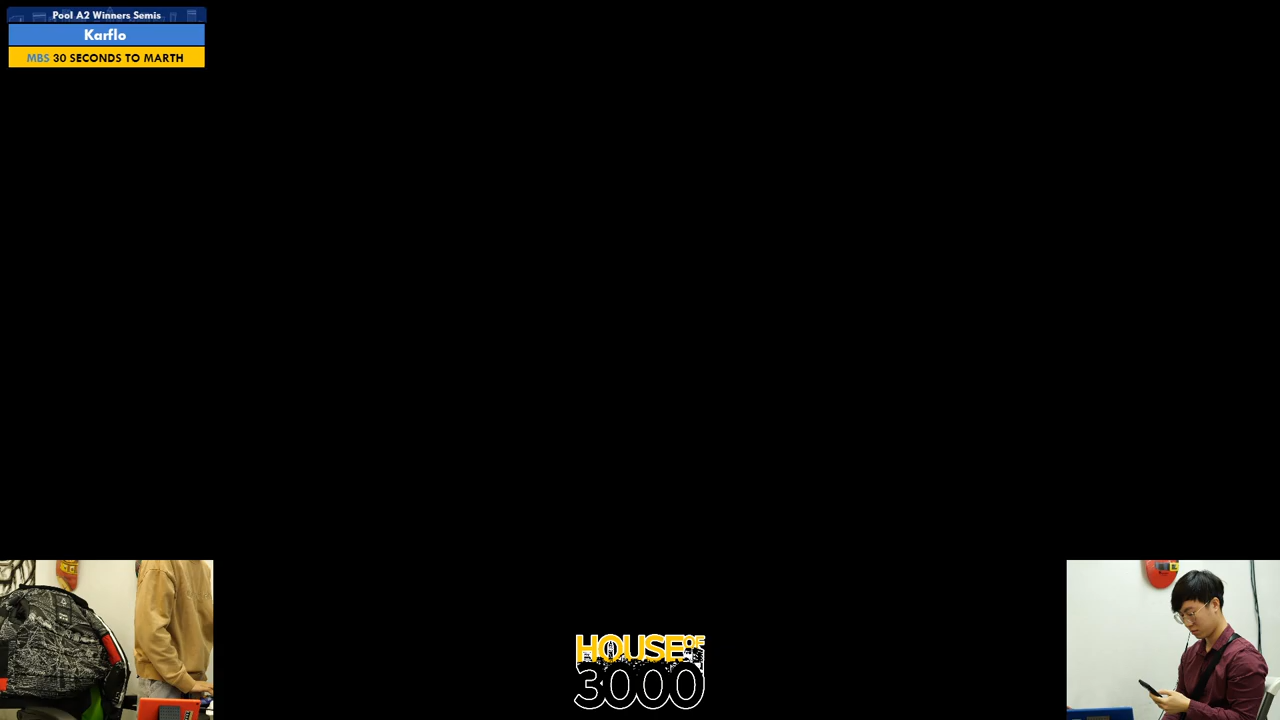 Pool A2 Winners Semis
Karflo
MBS 30 SECONDS TO MARTH
HOUSE OF
3000